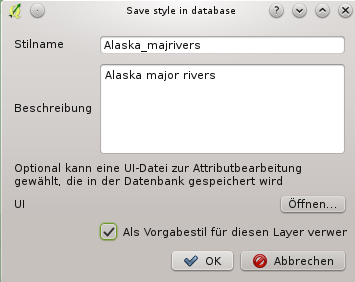 Save style in database
Stilname
Alaska_majrivers
Beschreibung
Alaska major rivers
Optional kann eine UI-Datei zur Attributbearbeitung
gewählt, die in der Datenbank gespeichert wird
UI
Öffnen...
Als Vorgabestil für diesen Layer verwer
OK
Abbrechen